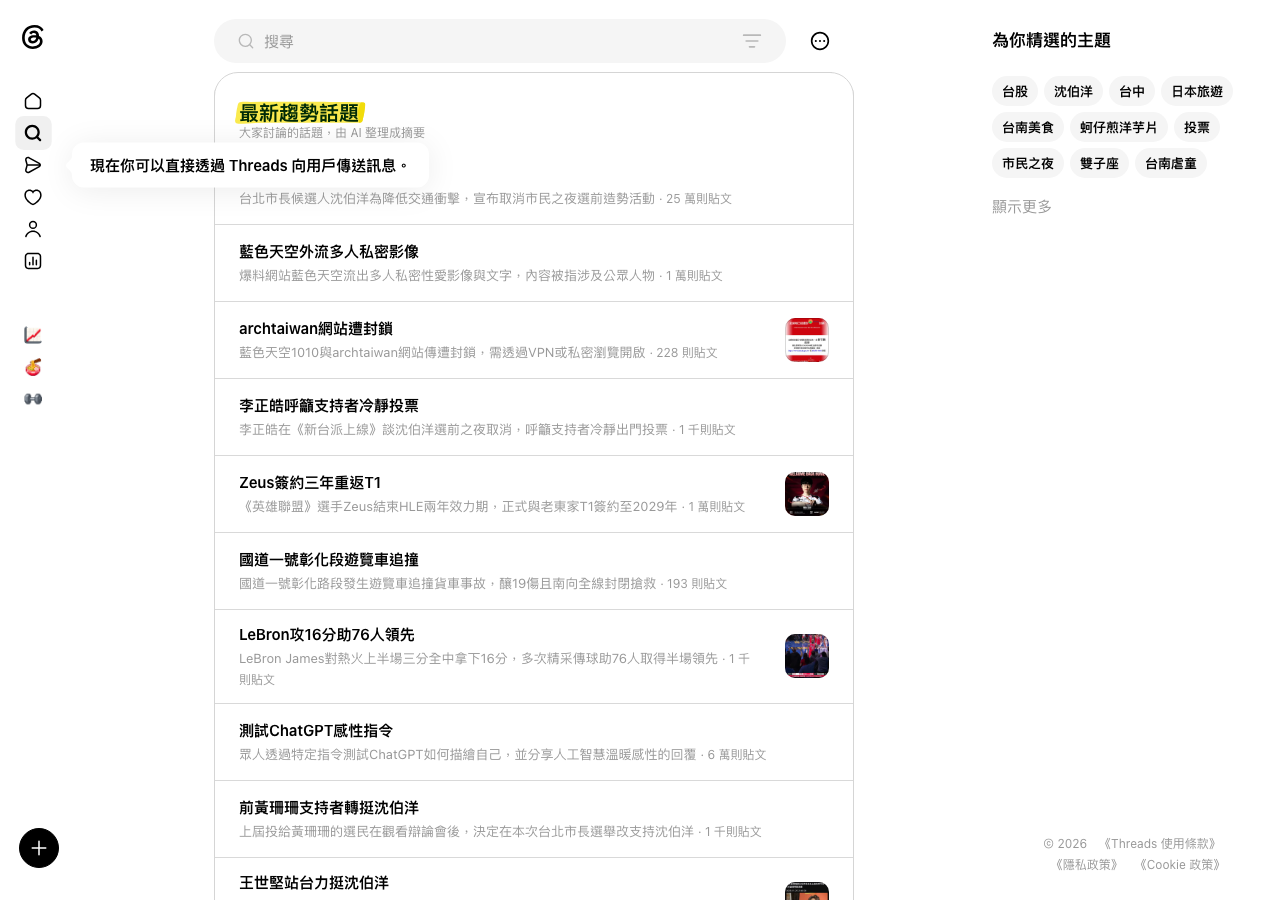 搜尋
最新趨勢話題
大家討論的話題，由 AI 整理成摘要
現在你可以直接透過 Threads 向用戶傳送訊息。
台北市長候選人沈伯洋為降低交通衝擊，宣布取消市民之夜選前造勢活動 · 25 萬則貼文
藍色天空外流多人私密影像
爆料網站藍色天空流出多人私密性愛影像與文字，內容被指涉及公眾人物 · 1 萬則貼文
archtaiwan網站遭封鎖
藍色天空1010與archtaiwan網站傳遭封鎖，需透過VPN或私密瀏覽開啟 · 228 則貼文
李正皓呼籲支持者冷靜投票
李正皓在《新台派上線》談沈伯洋選前之夜取消，呼籲支持者冷靜出門投票 · 1 千則貼文
Zeus簽約三年重返T1
《英雄聯盟》選手Zeus結束HLE兩年效力期，正式與老東家T1簽約至2029年 · 1 萬則貼文
國道一號彰化段遊覽車追撞
國道一號彰化路段發生遊覽車追撞貨車事故，釀19傷且南向全線封閉搶救 · 193 則貼文
LeBron攻16分助76人領先
LeBron James對熱火上半場三分全中拿下16分，多次精采傳球助76人取得半場領先 · 1 千
則貼文
測試ChatGPT感性指令
眾人透過特定指令測試ChatGPT如何描繪自己，並分享人工智慧溫暖感性的回覆 · 6 萬則貼文
前黃珊珊支持者轉挺沈伯洋
上屆投給黃珊珊的選民在觀看辯論會後，決定在本次台北市長選舉改支持沈伯洋 · 1 千則貼文
王世堅站台力挺沈伯洋
為你精選的主題
台股 沈伯洋 台中 日本旅遊
台南美食 蚵仔煎洋芋片 投票
市民之夜 雙子座 台南虐童
顯示更多
© 2026 《Threads 使用條款》
《隱私政策》 《Cookie 政策》